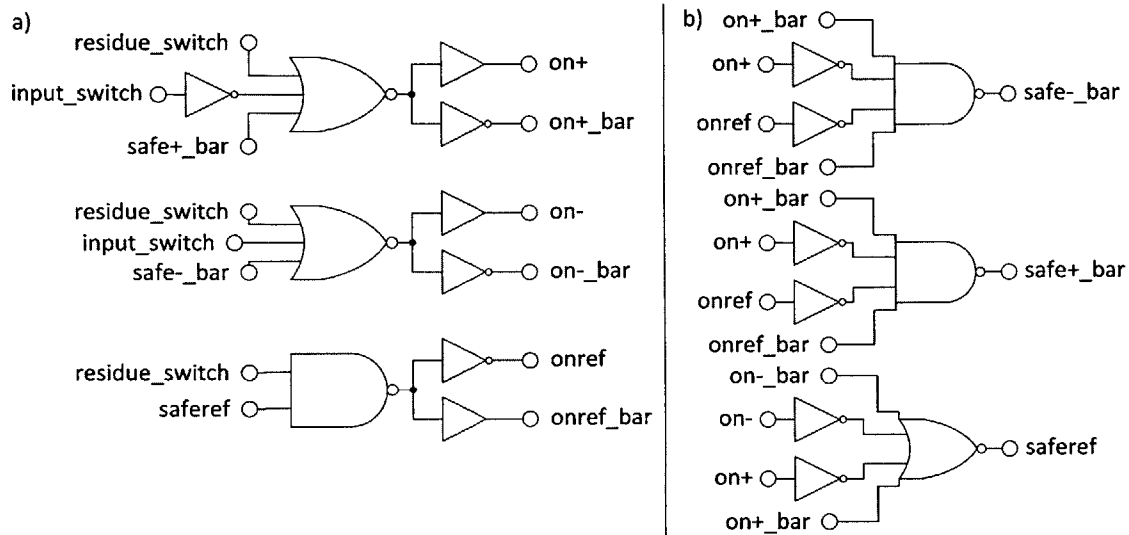 a)
residue_switch
input_switch
safe+_bar
on+
on+_bar
residue_switch
input_switch
safe-_bar
on-
on-_bar
residue_switch
saferef
onref
onref_bar
b)
on+_bar
on+
onref
onref_bar
safe-_bar
on+_bar
on+
onref
onref_bar
safe+_bar
on-_bar
on-
on+
on+_bar
saferef